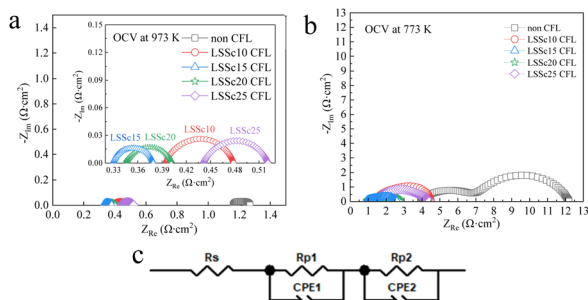 a
OCV at 973 K
non CFL
LSSc10 CFL
LSSc15 CFL
LSSc20 CFL
LSSc25 CFL
-Z_Im (Ω·cm²)
1.4
1.2
1.0
0.8
0.6
0.4
0.2
0.0
0.0 0.2 0.4 0.6 0.8 1.0 1.2 1.4
Z_Re (Ω·cm²)
-Z_Im (Ω·cm²)
0.15
0.12
0.09
0.06
0.03
0.00
LSSc15 LSSc20 LSSc10 LSSc25
0.33 0.36 0.39 0.42 0.45 0.48 0.51
Z_Re (Ω·cm²)
b
OCV at 773 K
non CFL
LSSc10 CFL
LSSc15 CFL
LSSc20 CFL
LSSc25 CFL
-Z_Im (Ω·cm²)
13
12
11
10
9
8
7
6
5
4
3
2
1
0
0 1 2 3 4 5 6 7 8 9 10 11 12 13
Z_Re (Ω·cm²)
c
Rs Rp1 Rp2
CPE1 CPE2